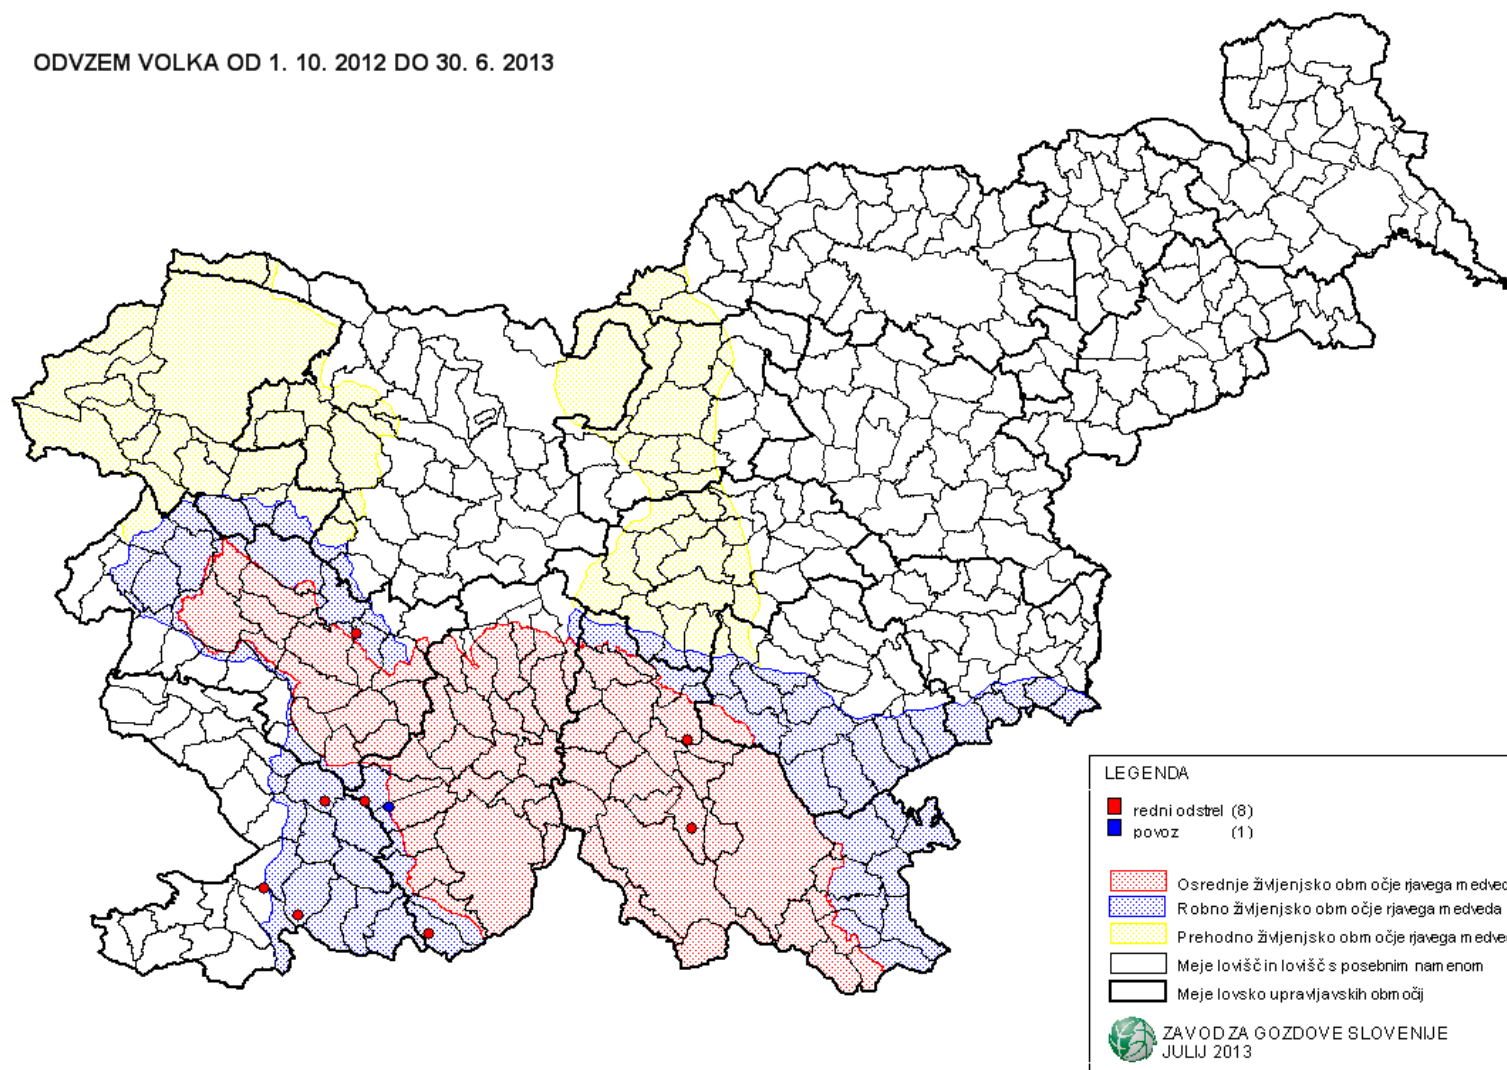 ODVZEM VOLKA OD 1. 10. 2012 DO 30. 6. 2013
LEGENDA
redni odstrel (8)
povoz (1)
Osrednje življenjsko območje rjavega medved
Robno življenjsko območje rjavega medveda
Prehodno življenjsko območje rjavega medved
Meje lovišč in lovišč s posebnim namenom
Meje lovsko upravljavskih območij
ZAVOD ZA GOZDOVE SLOVENIJE
JULIJ 2013